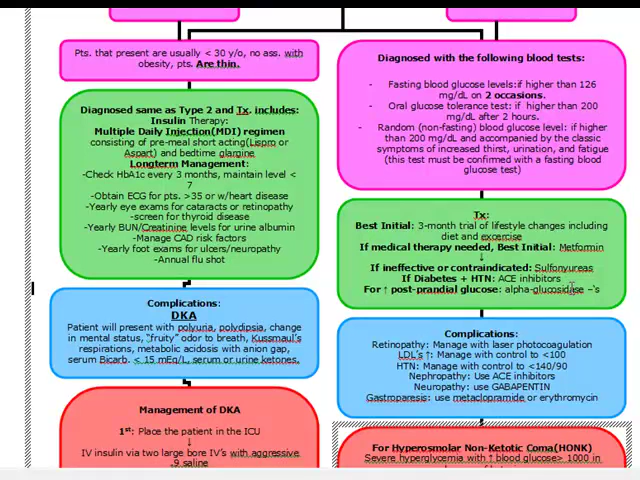 Pts. that present are usually < 30 y/o, no ass. with
obesity, pts. Are thin.
Diagnosed same as Type 2 and Tx. includes:
Insulin Therapy:
Multiple Daily Injection(MDI) regimen
consisting of pre-meal short acting(Lispro or
Aspart) and bedtime glargine
Longterm Management:
-Check HbA1c every 3 months, maintain level <
7
-Obtain ECG for pts. >35 or w/heart disease
-Yearly eye exams for cataracts or retinopathy
-screen for thyroid disease
-Yearly BUN/Creatinine levels for urine albumin
-Manage CAD risk factors
-Yearly foot exams for ulcers/neuropathy
-Annual flu shot
Complications:
DKA
Patient will present with polyuria, polydipsia, change
in mental status, "fruity" odor to breath, Kussmaul's
respirations, metabolic acidosis with anion gap,
serum Bicarb. < 15 mEq/L, serum or urine ketones.
Management of DKA
1st: Place the patient in the ICU
↓
IV insulin via two large bore IV's with aggressive
.9 saline
Diagnosed with the following blood tests:
- Fasting blood glucose levels:if higher than 126
mg/dL on 2 occasions.
- Oral glucose tolerance test: if higher than 200
mg/dL after 2 hours.
- Random (non-fasting) blood glucose level: if higher
than 200 mg/dL and accompanied by the classic
symptoms of increased thirst, urination, and fatigue
(this test must be confirmed with a fasting blood
glucose test)
Tx:
Best Initial: 3-month trial of lifestyle changes including
diet and excercise
If medical therapy needed, Best Initial: Metformin
↓
If ineffective or contraindicated: Sulfonyureas
If Diabetes + HTN: ACE inhibitors
For ↑ post-prandial glucose: alpha-glucosidise –'s
Complications:
Retinopathy: Manage with laser photocoagulation
LDL's ↑: Manage with control to <100
HTN: Manage with control to <140/90
Nephropathy: Use ACE inhibitors
Neuropathy: use GABAPENTIN
Gastroparesis: use metaclopramide or erythromycin
For Hyperosmolar Non-Ketotic Coma(HONK)
Severe hyperglycemia with ↑ blood glucose> 1000 in